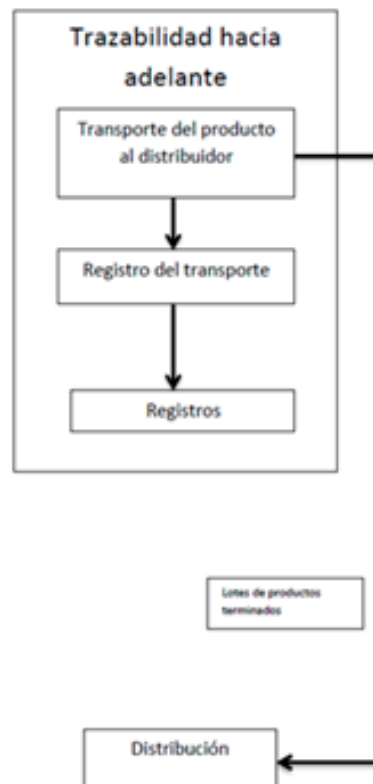 Trazabilidad hacia
adelante
Transporte del producto
al distribuidor
Registro del transporte
Registros
Lotes de productos
terminados
Distribución